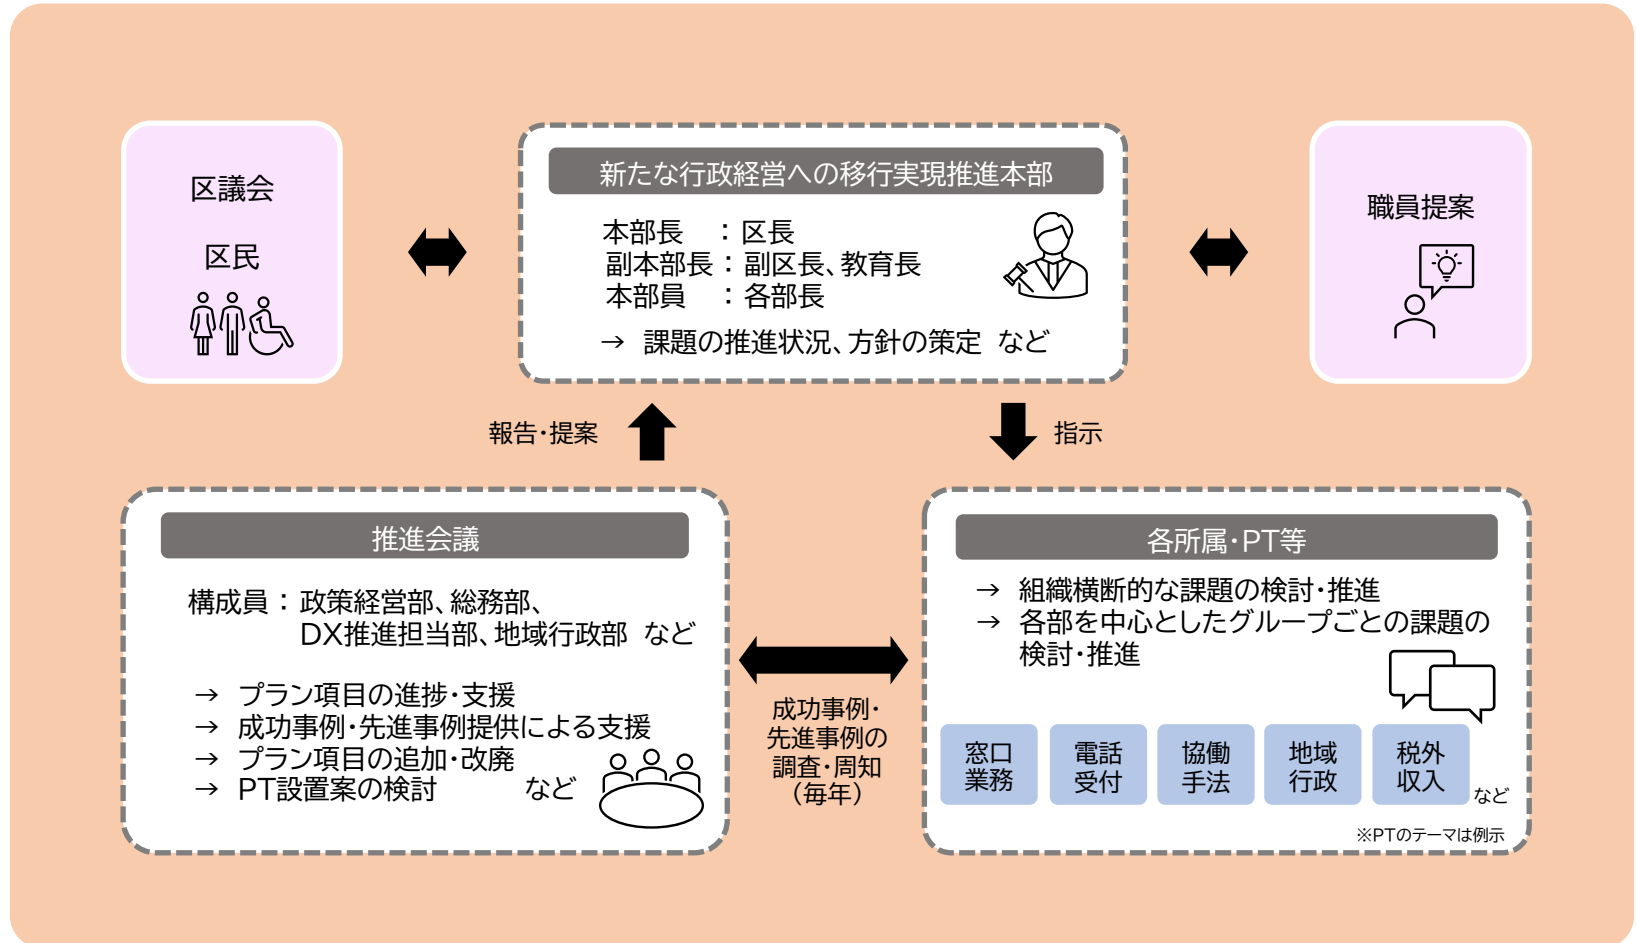 区議会
区民
新たな行政経営への移行実現推進本部
本部長　：区長
副本部長：副区長、教育長
本部員　：各部長
→ 課題の推進状況、方針の策定 など
職員提案
報告・提案
指示
推進会議
構成員：政策経営部、総務部、
DX推進担当部、地域行政部 など
→ プラン項目の進捗・支援
→ 成功事例・先進事例提供による支援
→ プラン項目の追加・改廃
→ PT設置案の検討　　　など
成功事例・
先進事例の
調査・周知
（毎年）
各所属・PT等
→ 組織横断的な課題の検討・推進
→ 各部を中心としたグループごとの課題の
検討・推進
窓口
業務
電話
受付
協働
手法
地域
行政
税外
収入
など
※PTのテーマは例示